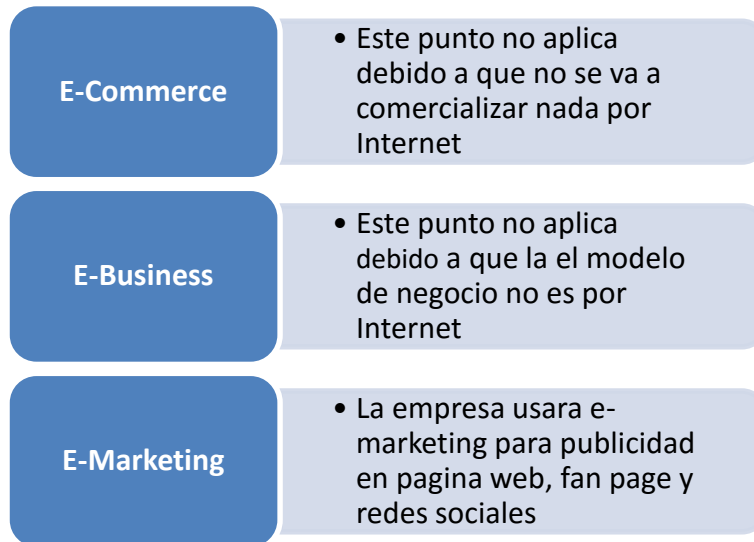 E-Commerce
• Este punto no aplica
debido a que no se va a
comercializar nada por
Internet
E-Business
• Este punto no aplica
debido a que la el modelo
de negocio no es por
Internet
E-Marketing
• La empresa usara e-
marketing para publicidad
en pagina web, fan page y
redes sociales